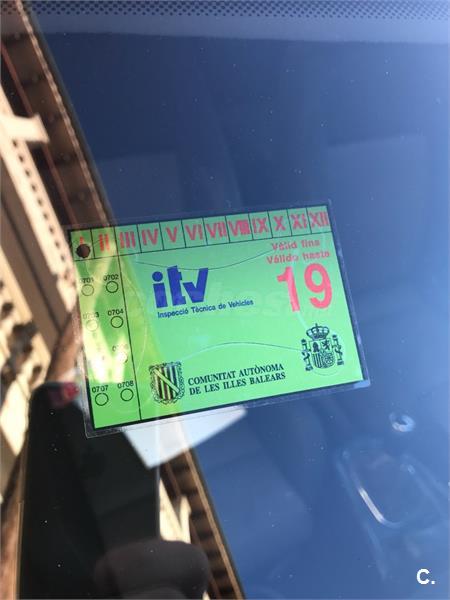 I II III IV V VI VII VIII IX X XI XII
Vàlid fins
Válido hasta
19
itv
Inspecció Tècnica de Vehicles
0701 0702
0704
0707 0708
COMUNITAT AUTÒNOMA
DE LES ILLES BALEARS
C.